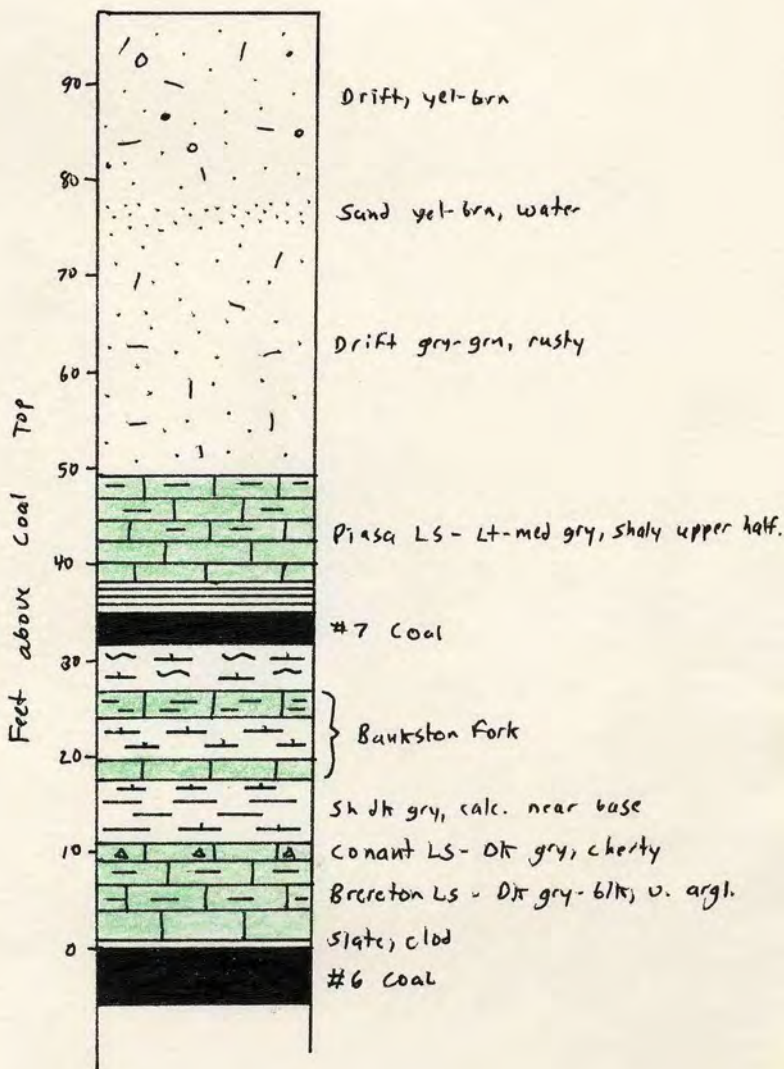 90
Drift, yel-brn
80
Sand yel-brn, water
70
Drift gry-grn, rusty
60
50
Piasa LS - Lt-med gry, shaly upper half.
40
#7 Coal
30
Bankston Fork
20
Sh dk gry, calc. near base
10
Conant LS - Dk gry, cherty
Brereton Ls - Dk gry-blk, v. argl.
Slate, clod
0
#6 Coal
Feet above Coal Top